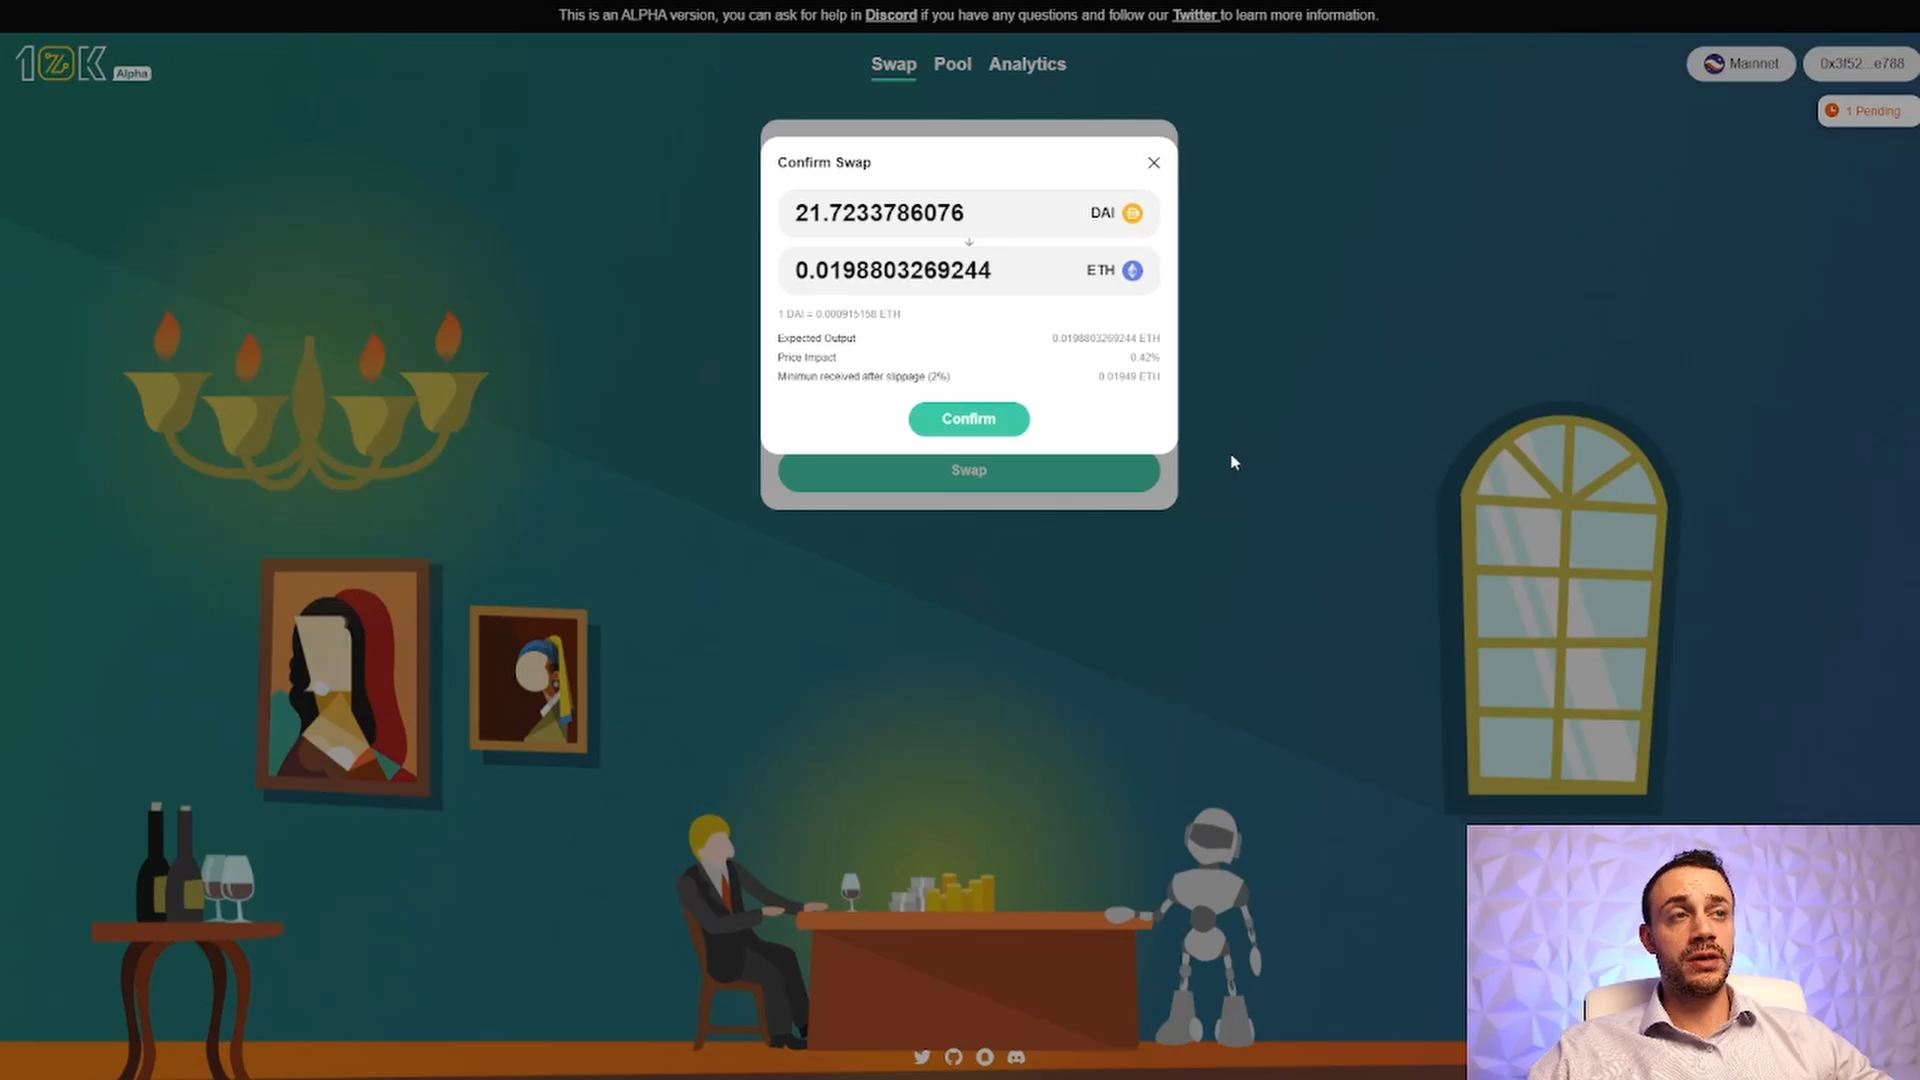 This is an ALPHA version, you can ask for help in Discord if you have any questions and follow our Twitter to learn more information.
10K Alpha
Swap Pool Analytics
Mainnet
0x3f52...e788
1 Pending
Confirm Swap
21.7233786076 DAI
0.0198803269244 ETH
1 DAI = 0.000915158 ETH
Expected Output 0.0198803269244 ETH
Price Impact 0.42%
Minimun received after slippage (2%) 0.01949 ETH
Confirm
Swap